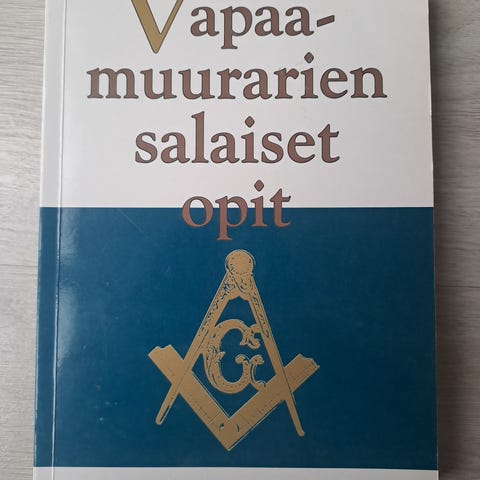 Vapaa-
muurarien
salaiset
opit
G